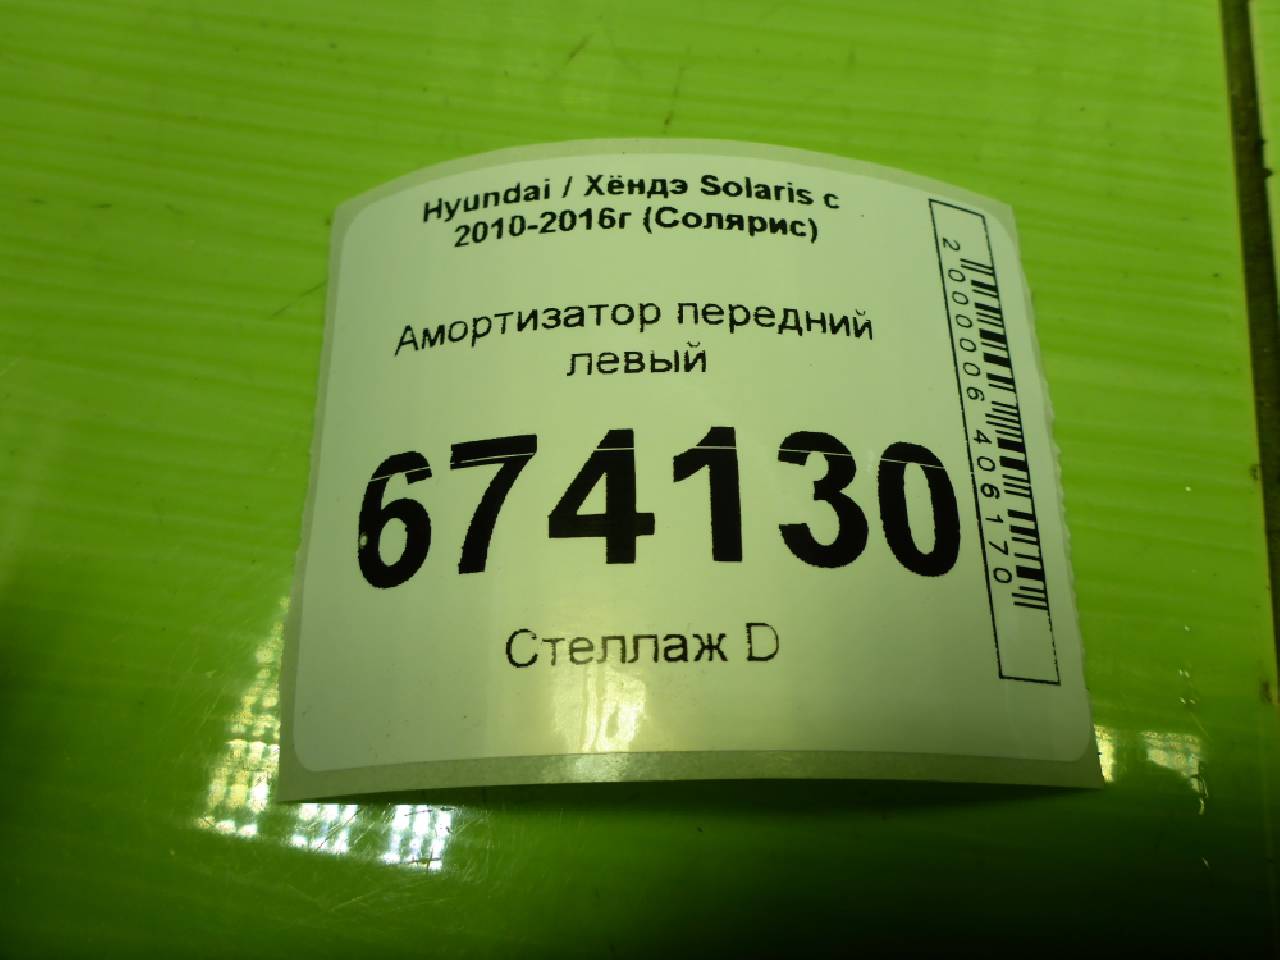 Hyundai / Хёндэ Solaris с
2010-2016г (Солярис)
Амортизатор передний
левый
674130
Стеллаж D
2000006406170